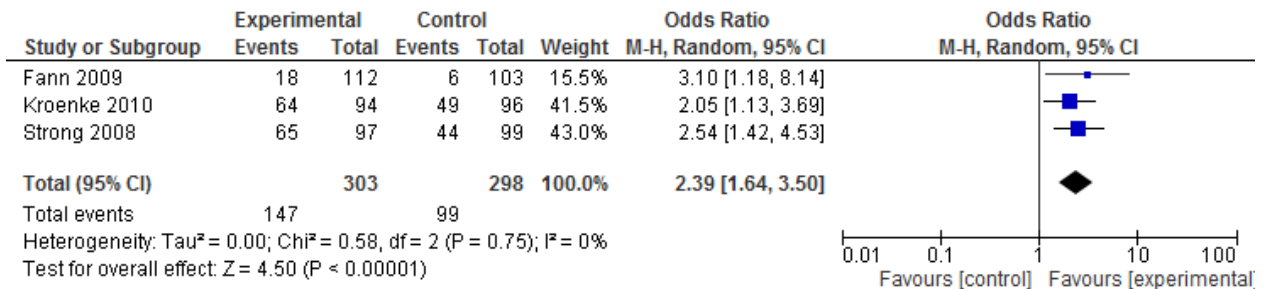 Experimental Control Odds Ratio Odds Ratio
Study or Subgroup Events Total Events Total Weight M-H, Random, 95% CI M-H, Random, 95% CI
Fann 2009 18 112 6 103 15.5% 3.10 [1.18, 8.14]
Kroenke 2010 64 94 49 96 41.5% 2.05 [1.13, 3.69]
Strong 2008 65 97 44 99 43.0% 2.54 [1.42, 4.53]
Total (95% CI) 303 298 100.0% 2.39 [1.64, 3.50]
Total events 147 99
Heterogeneity: Tau² = 0.00; Chi² = 0.58, df = 2 (P = 0.75); I² = 0%
Test for overall effect: Z = 4.50 (P < 0.00001)
0.01 0.1 1 10 100
Favours [control] Favours [experimental]